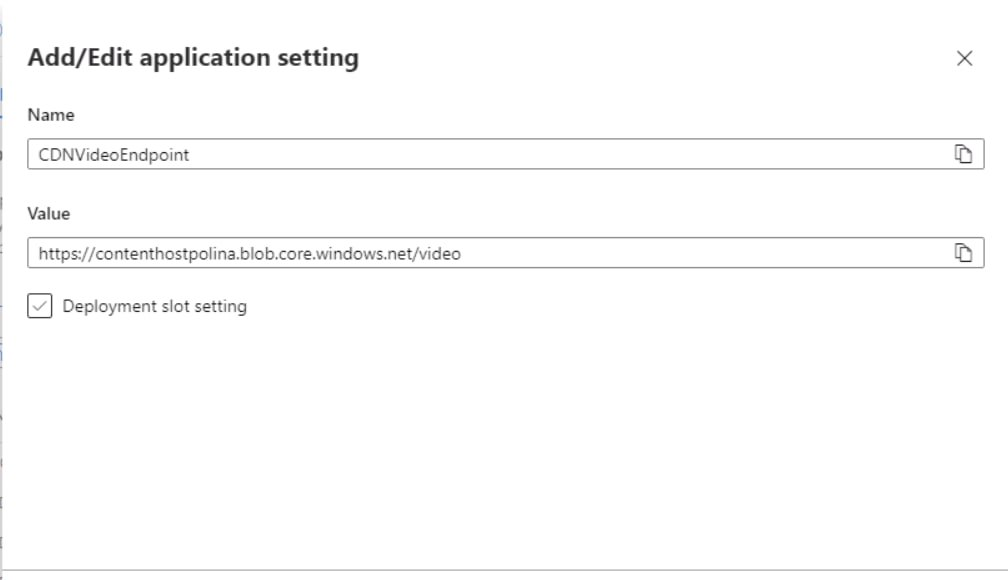 Add/Edit application setting
Name
CDNVideoEndpoint
Value
https://contenthostpolina.blob.core.windows.net/video
Deployment slot setting